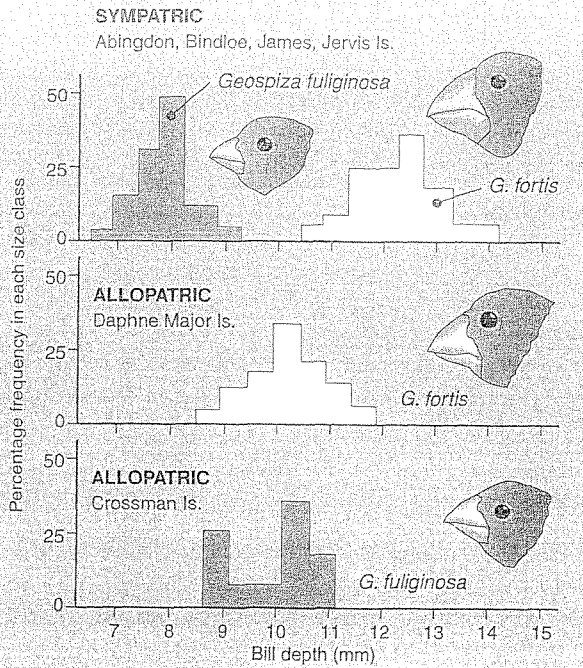 SYMPATRIC
Abingdon, Bindloe, James, Jervis Is.
Geospiza fuliginosa
G. fortis
50
25
0
ALLOPATRIC
Daphne Major Is.
G. fortis
50
25
0
ALLOPATRIC
Crossman Is.
G. fuliginosa
50
25
0
7 8 9 10 11 12 13 14 15
Bill depth (mm)
Percentage frequency in each size class